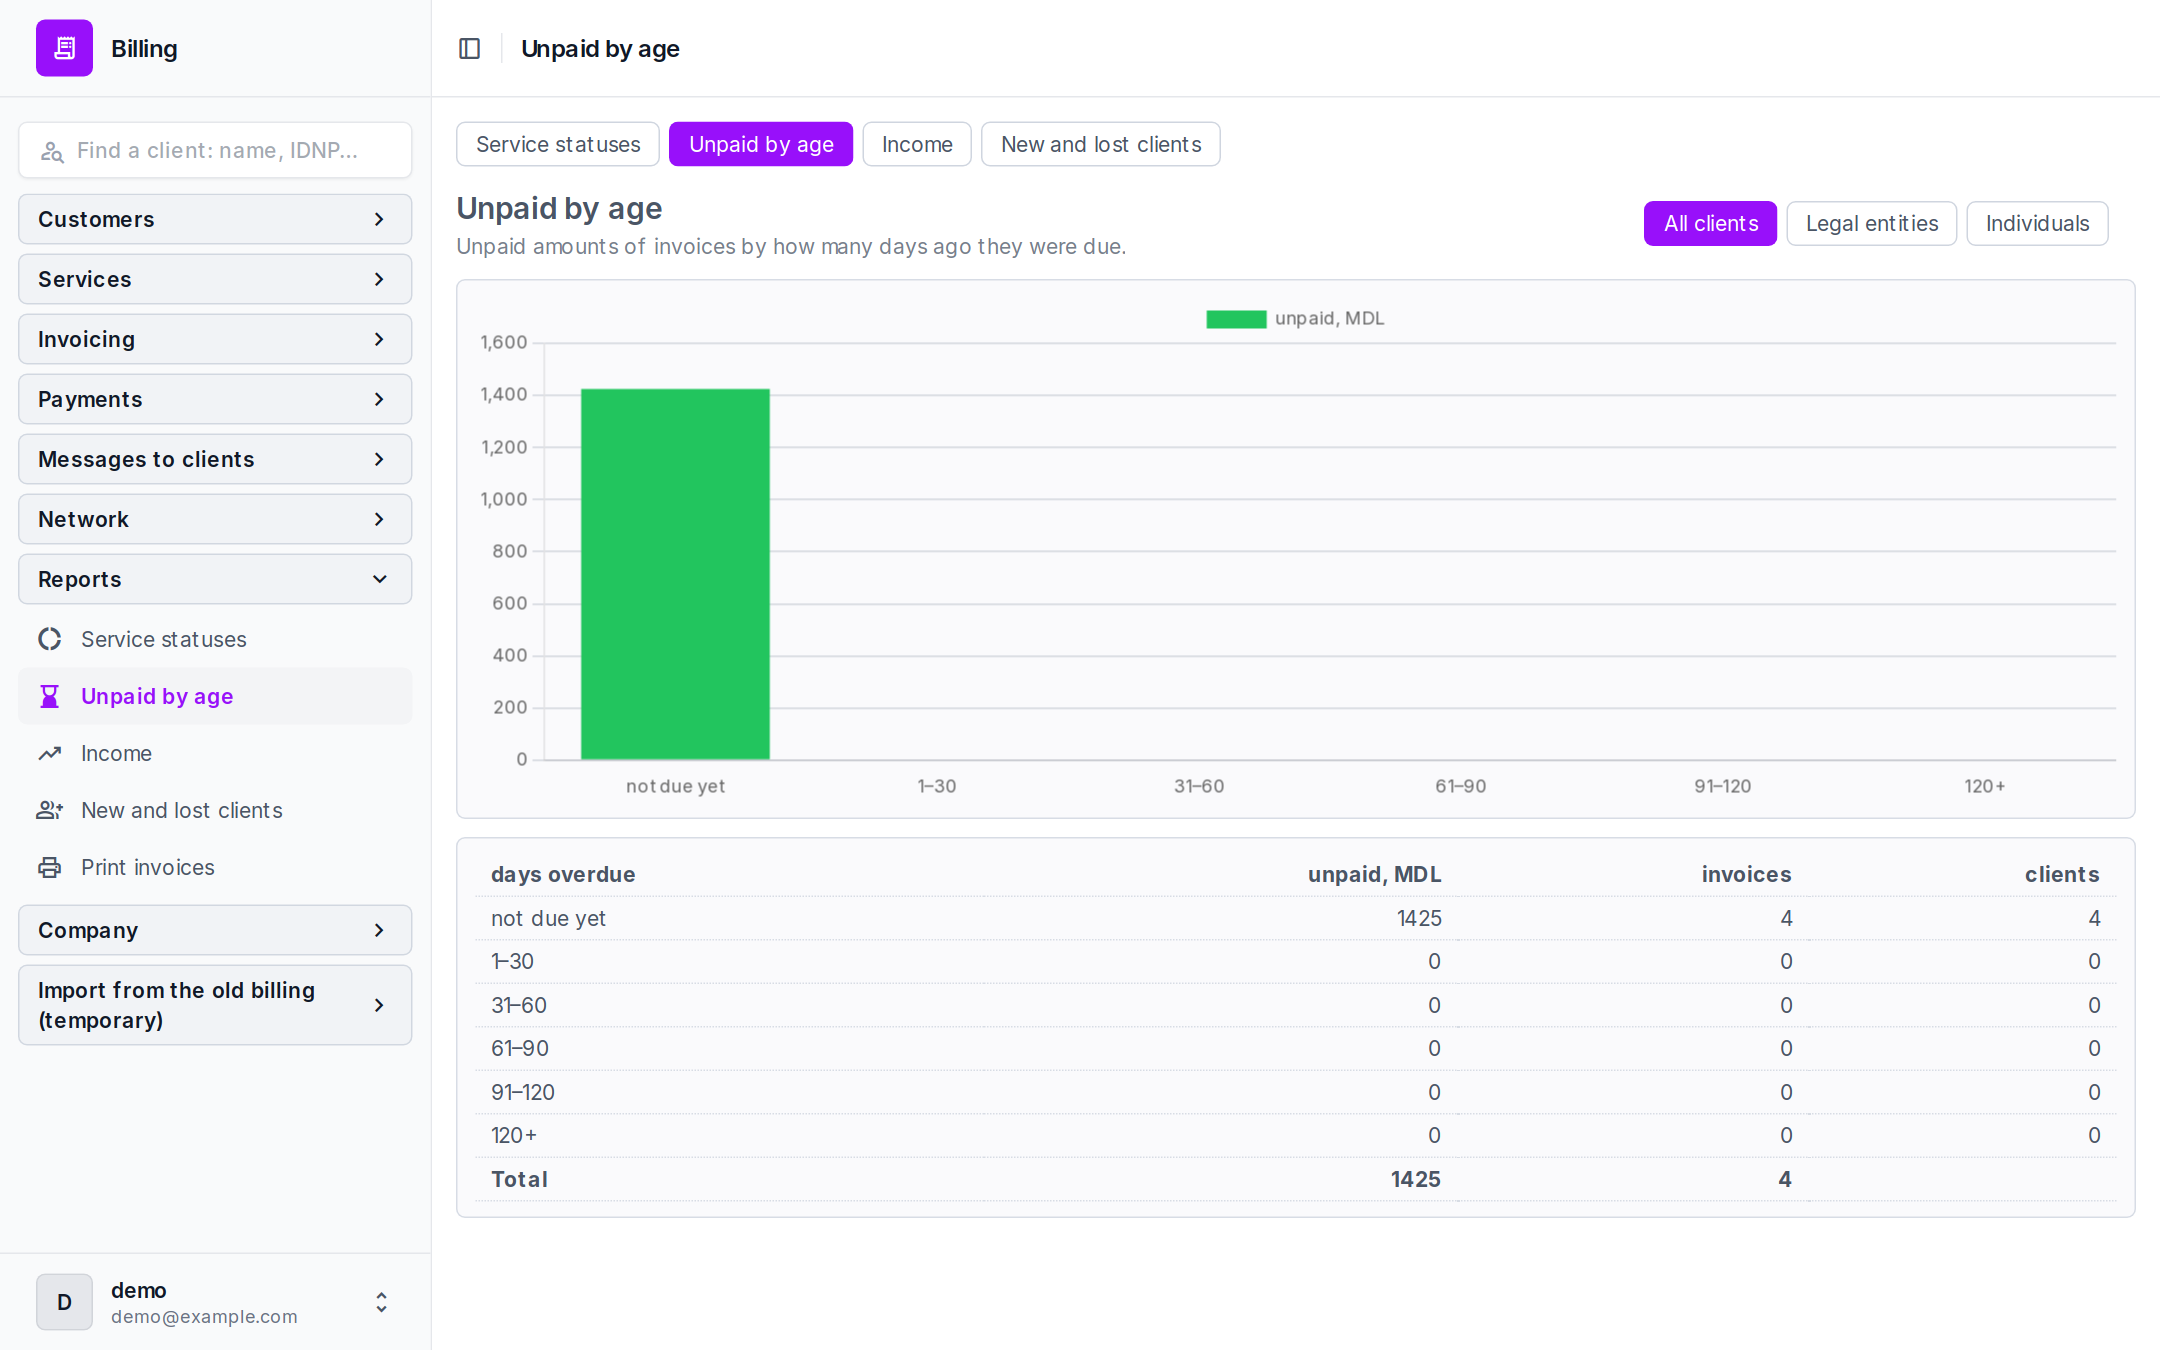 Billing
Unpaid by age
Find a client: name, IDNP...
Customers
Services
Invoicing
Payments
Messages to clients
Network
Reports
Service statuses
Unpaid by age
Income
New and lost clients
Print invoices
Company
Import from the old billing
(temporary)
D
demo
demo@example.com
Service statuses Unpaid by age Income New and lost clients
Unpaid by age
Unpaid amounts of invoices by how many days ago they were due.
All clients Legal entities Individuals
unpaid, MDL
1,600
1,400
1,200
1,000
800
600
400
200
0
not due yet 1–30 31–60 61–90 91–120 120+
days overdue unpaid, MDL invoices clients
not due yet 1425 4 4
1–30 0 0 0
31–60 0 0 0
61–90 0 0 0
91–120 0 0 0
120+ 0 0 0
Total 1425 4